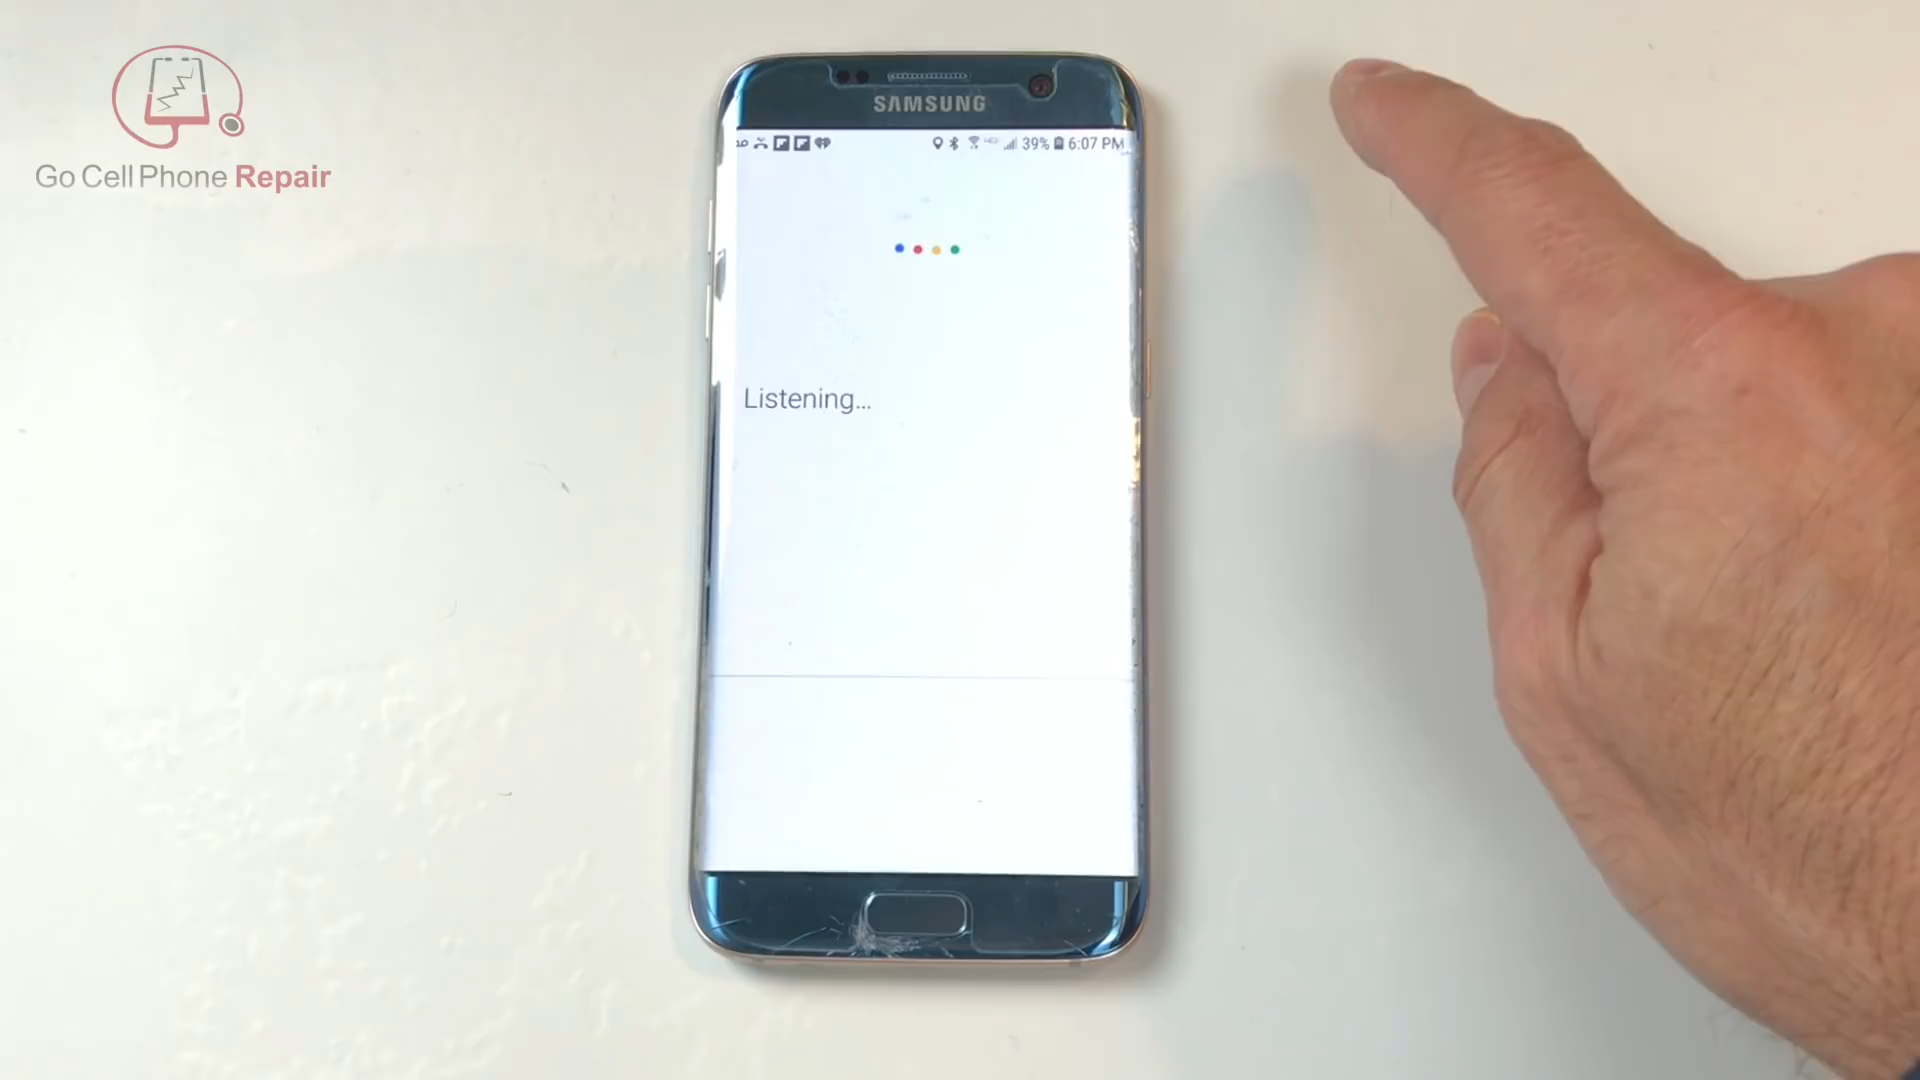 Go Cell Phone Repair
SAMSUNG
39% 6:07 PM
Listening...